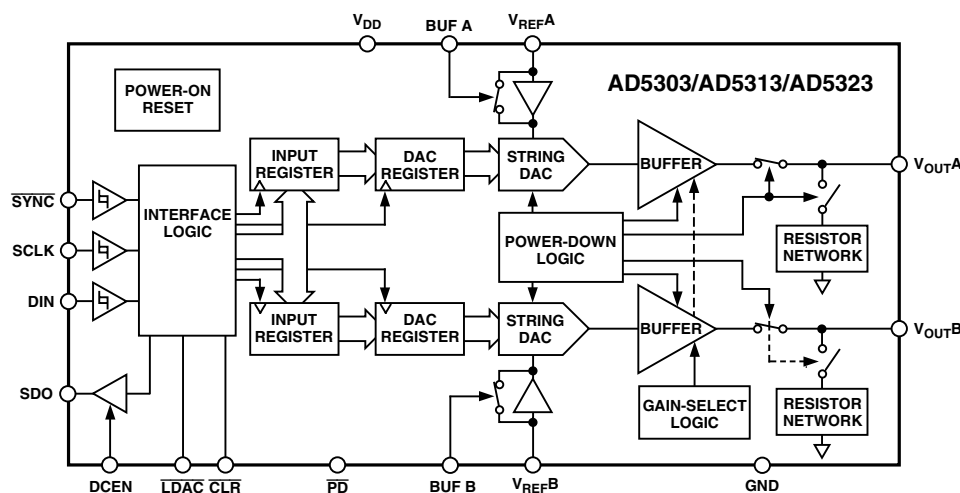 VDD
BUF A
VREFA
POWER-ON
RESET
AD5303/AD5313/AD5323
INPUT
REGISTER
DAC
REGISTER
STRING
DAC
BUFFER
VOUTA
SYNC
INTERFACE
LOGIC
SCLK
POWER-DOWN
LOGIC
RESISTOR
NETWORK
DIN
INPUT
REGISTER
DAC
REGISTER
STRING
DAC
BUFFER
VOUTB
SDO
GAIN-SELECT
LOGIC
RESISTOR
NETWORK
DCEN
LDAC
CLR
PD
BUF B
VREFB
GND